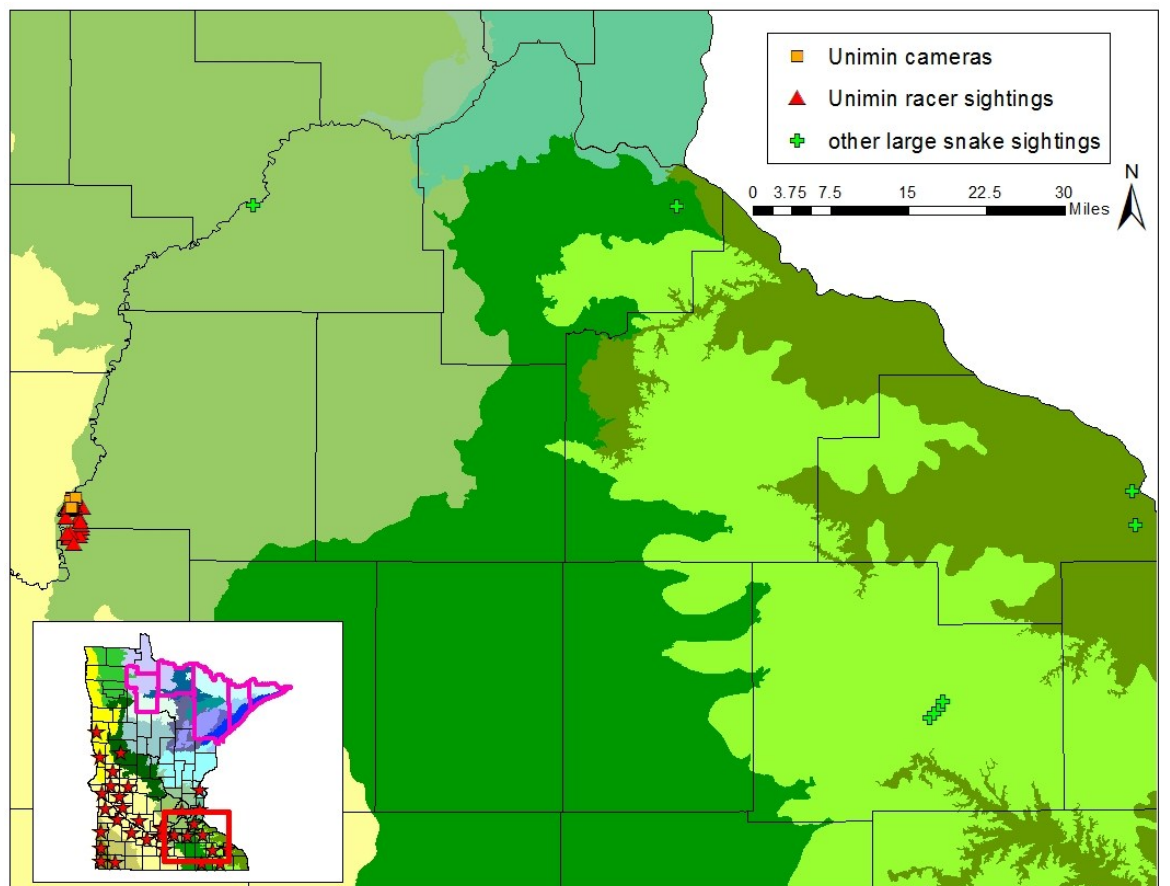 Unimin cameras
Unimin racer sightings
other large snake sightings
N
0 3.75 7.5 15 22.5 30
Miles